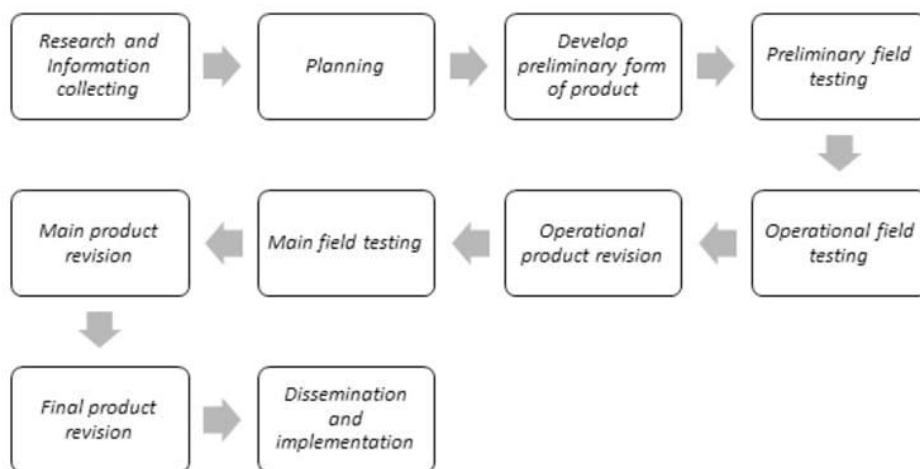 Research and
Information
collecting
Planning
Develop
preliminary form
of product
Preliminary field
testing
Operational field
testing
Operational
product revision
Main field testing
Main product
revision
Final product
revision
Dissemination
and
implementation